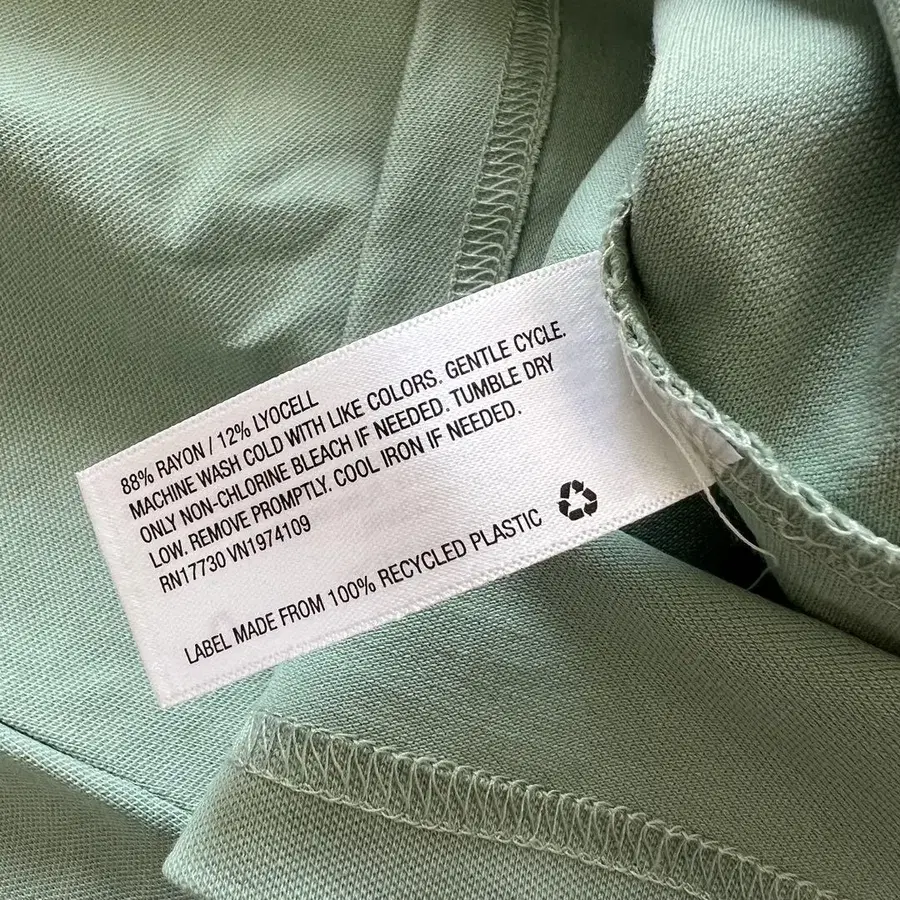 88% RAYON / 12% LYOCELL
MACHINE WASH COLD WITH LIKE COLORS. GENTLE CYCLE.
ONLY NON-CHLORINE BLEACH IF NEEDED. TUMBLE DRY
LOW. REMOVE PROMPTLY. COOL IRON IF NEEDED.
RN17730 VN1974109
LABEL MADE FROM 100% RECYCLED PLASTIC